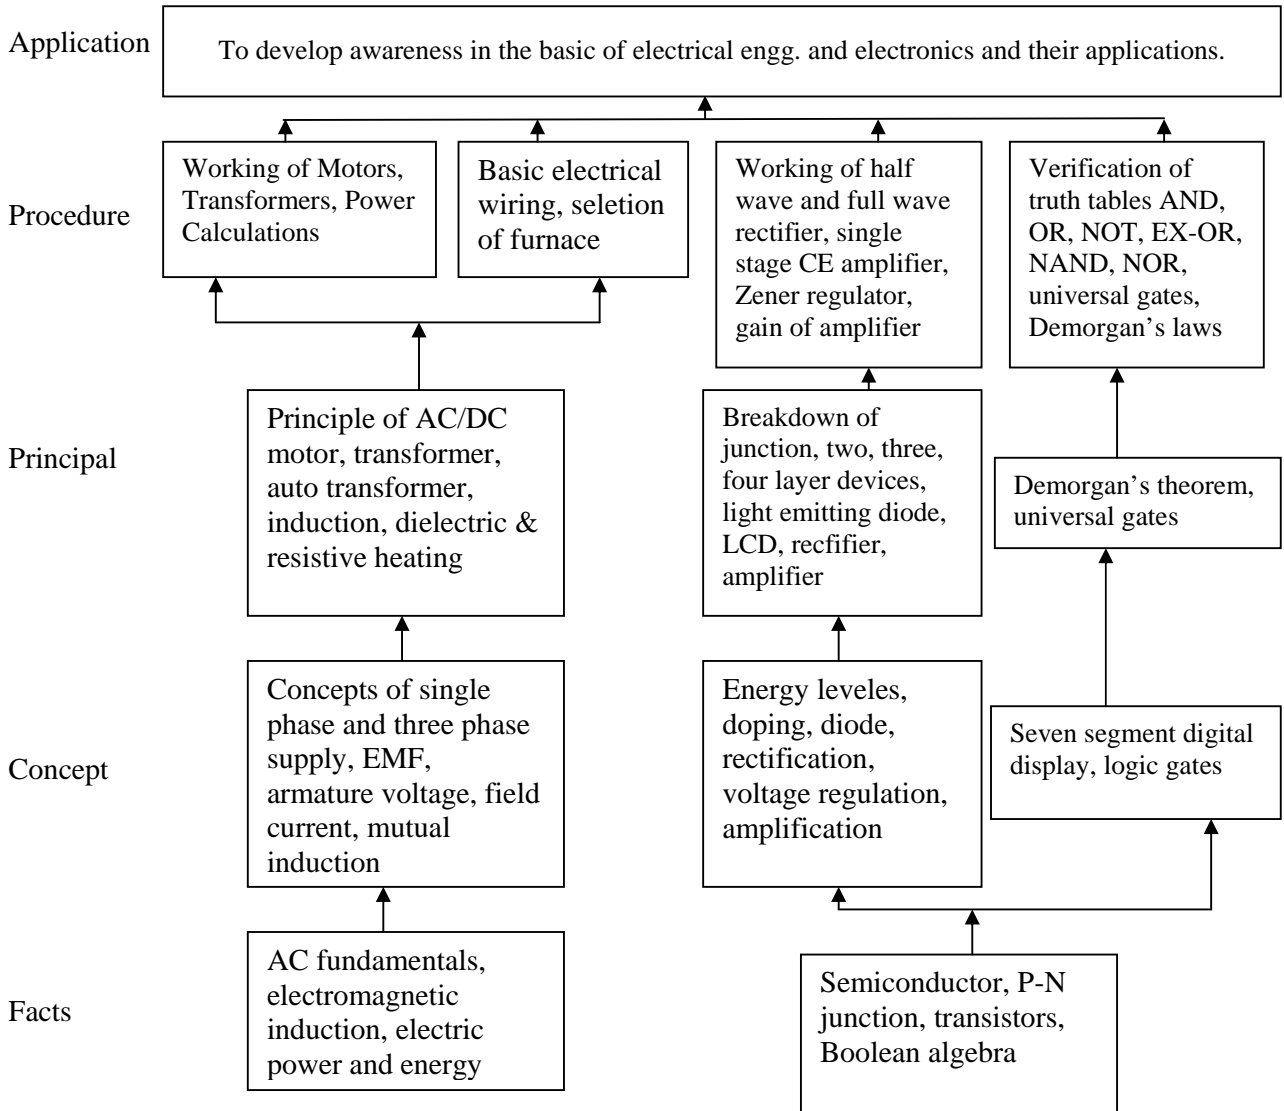 Application
To develop awareness in the basic of electrical engg. and electronics and their applications.
Procedure
Working of Motors,
Transformers, Power
Calculations
Basic electrical
wiring, seletion
of furnace
Working of half
wave and full wave
rectifier, single
stage CE amplifier,
Zener regulator,
gain of amplifier
Verification of
truth tables AND,
OR, NOT, EX-OR,
NAND, NOR,
universal gates,
Demorgan’s laws
Principal
Principle of AC/DC
motor, transformer,
auto transformer,
induction, dielectric &
resistive heating
Breakdown of
junction, two, three,
four layer devices,
light emitting diode,
LCD, recfifier,
amplifier
Demorgan’s theorem,
universal gates
Concept
Concepts of single
phase and three phase
supply, EMF,
armature voltage, field
current, mutual
induction
Energy leveles,
doping, diode,
rectification,
voltage regulation,
amplification
Seven segment digital
display, logic gates
Facts
AC fundamentals,
electromagnetic
induction, electric
power and energy
Semiconductor, P-N
junction, transistors,
Boolean algebra